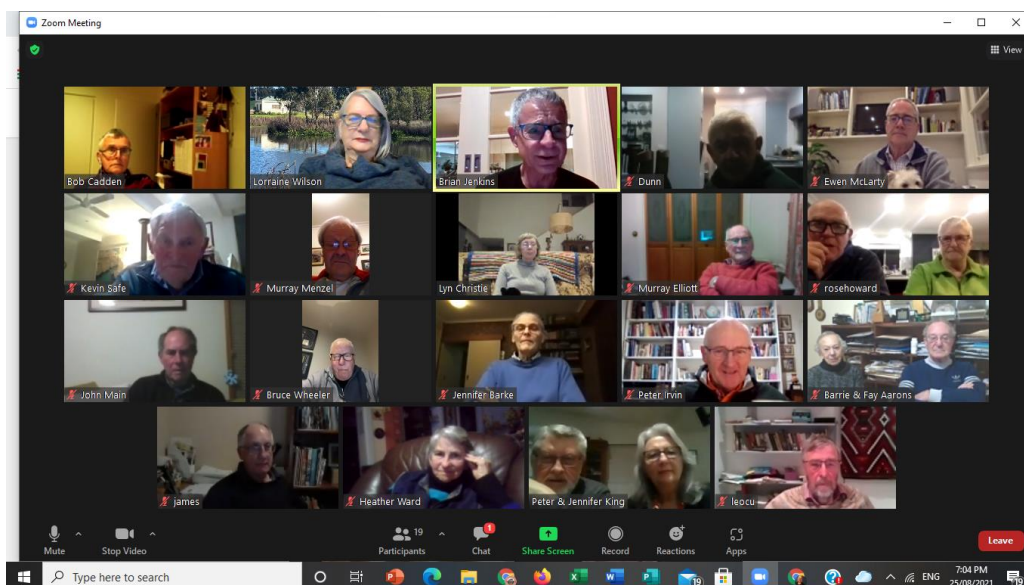 Zoom Meeting
View
Bob Cadden
Lorraine Wilson
Brian Jenkins
Dunn
Ewen McLarty
Kevin Safe
Murray Menzel
Lyn Christie
Murray Elliott
rosehoward
John Main
Bruce Wheeler
Jennifer Barke
Peter Irvin
Barrie & Fay Aarons
james
Heather Ward
Peter & Jennifer King
leocu
Mute
Stop Video
Participants
19
Chat
1
Share Screen
Record
Reactions
Apps
Leave
Type here to search
19
ENG
7:04 PM
25/08/2021